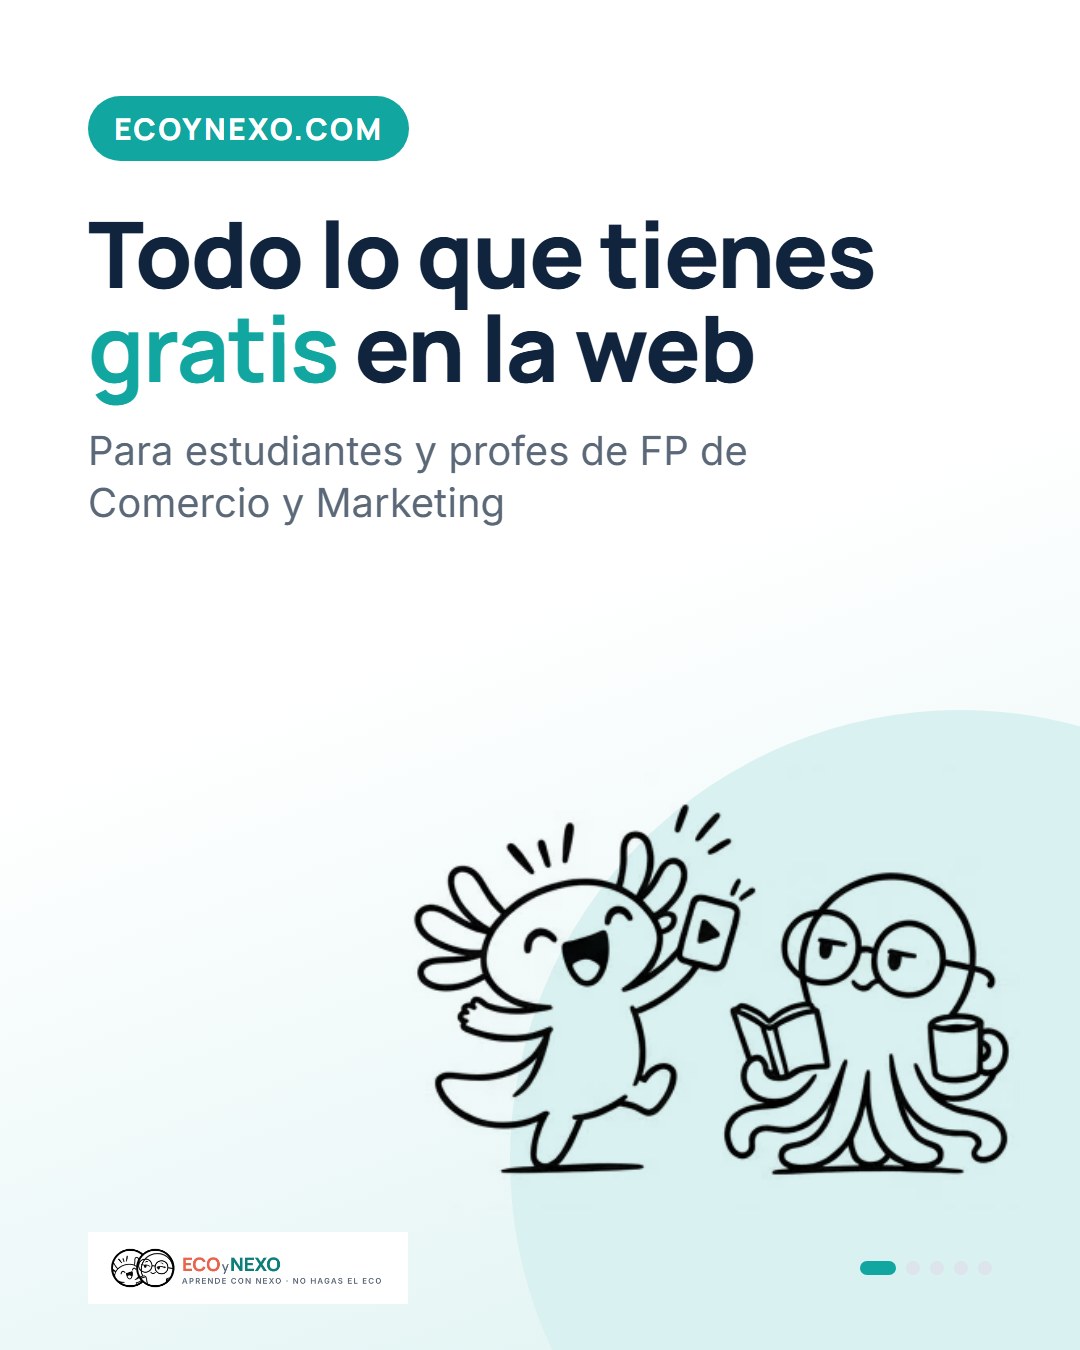 ECOYNEXO.COM
Todo lo que tienes
gratis en la web
Para estudiantes y profes de FP de
Comercio y Marketing
ECOyNEXO
APRENDE CON NEXO · NO HAGAS EL ECO